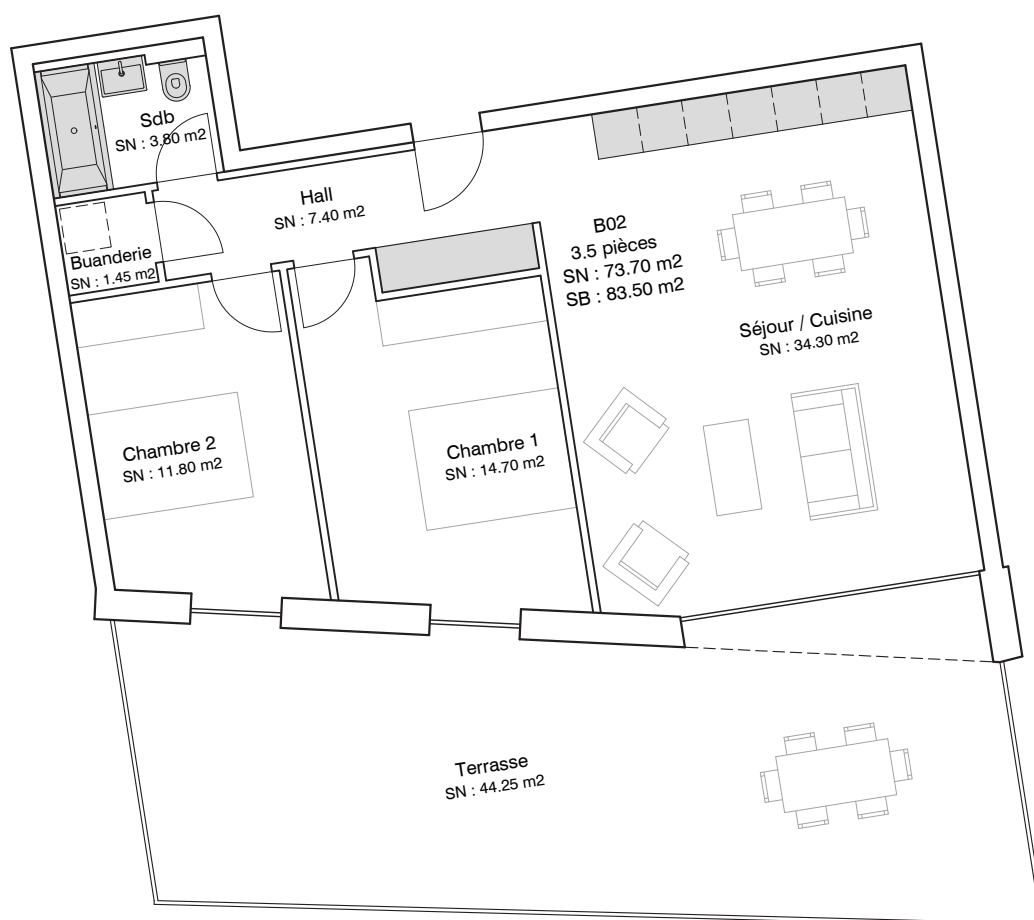 Sdb
SN : 3.80 m2
Hall
SN : 7.40 m2
Buanderie
SN : 1.45 m2
B02
3.5 pièces
SN : 73.70 m2
SB : 83.50 m2
Séjour / Cuisine
SN : 34.30 m2
Chambre 2
SN : 11.80 m2
Chambre 1
SN : 14.70 m2
Terrasse
SN : 44.25 m2